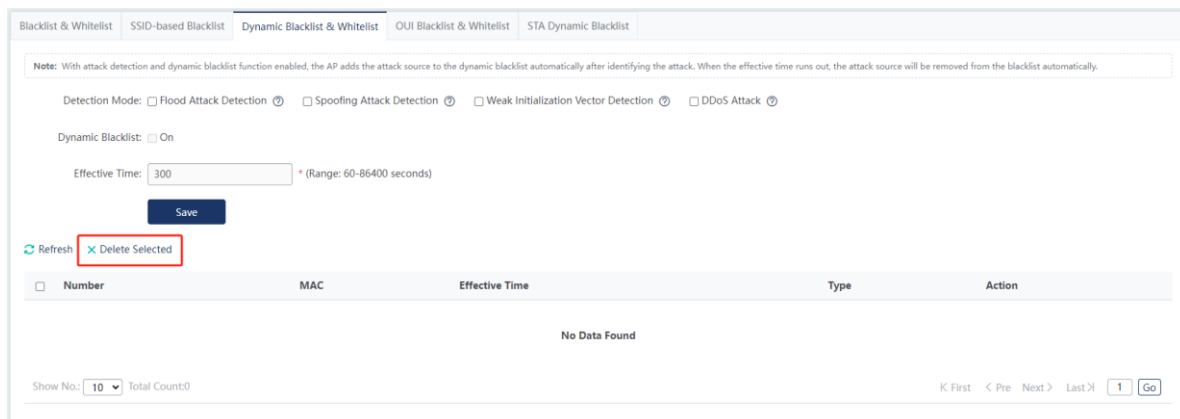 Blacklist & Whitelist SSID-based Blacklist Dynamic Blacklist & Whitelist OUI Blacklist & Whitelist STA Dynamic Blacklist
Note: With attack detection and dynamic blacklist function enabled, the AP adds the attack source to the dynamic blacklist automatically after identifying the attack. When the effective time runs out, the attack source will be removed from the blacklist automatically.
Detection Mode: Flood Attack Detection ? Spoofing Attack Detection ? Weak Initialization Vector Detection ? DDoS Attack ?
Dynamic Blacklist: On
Effective Time: 300 * (Range: 60-86400 seconds)
Save
Refresh Delete Selected
Number MAC Effective Time Type Action
No Data Found
Show No.: 10 Total Count:0 First Pre Next Last 1 Go